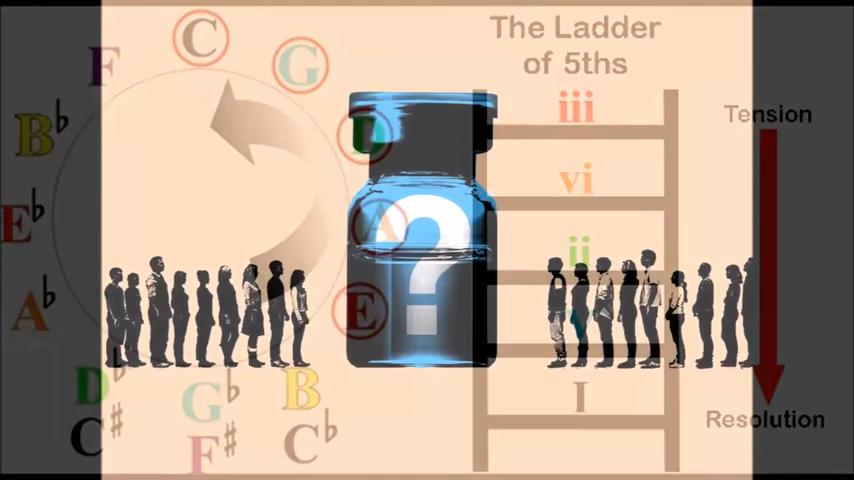 The Ladder
of 5ths
C
F
G
iii
Tension
B♭
D
vi
E♭
A
?
ii
A♭
E
D♭
C♯
G♭
F♯
B
C♭
I
Resolution